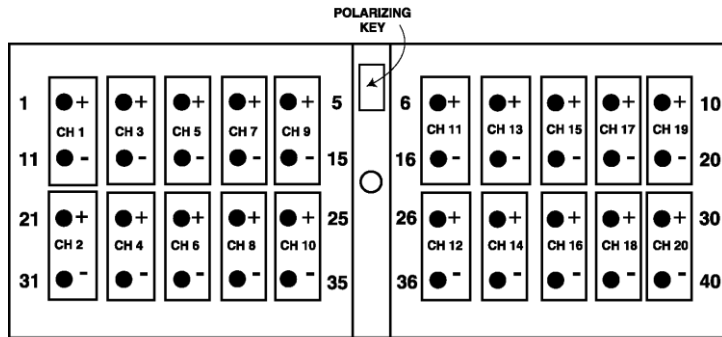 POLARIZING
KEY
1 + + + + + 5 6 + + + + + 10
CH 1 CH 3 CH 5 CH 7 CH 9 CH 11 CH 13 CH 15 CH 17 CH 19
11 - - - - - 15 16 - - - - - 20
21 + + + + + 25 26 + + + + + 30
CH 2 CH 4 CH 6 CH 8 CH 10 CH 12 CH 14 CH 16 CH 18 CH 20
31 - - - - - 35 36 - - - - - 40